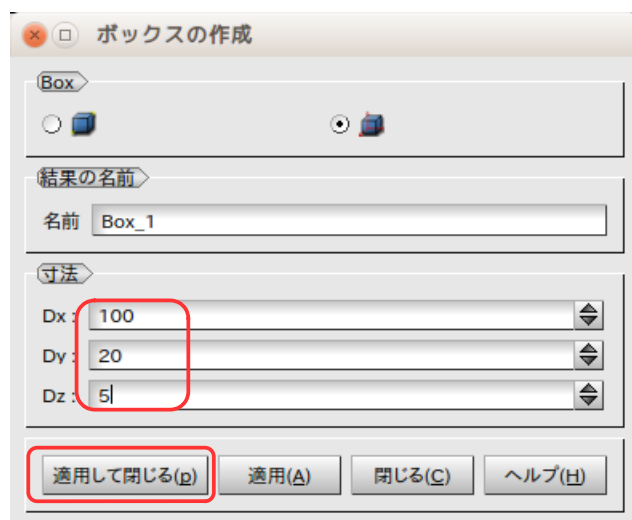 ボックスの作成
Box
結果の名前
名前 Box_1
寸法
Dx : 100
Dy : 20
Dz : 5
適用して閉じる(p) 適用(A) 閉じる(C) ヘルプ(H)